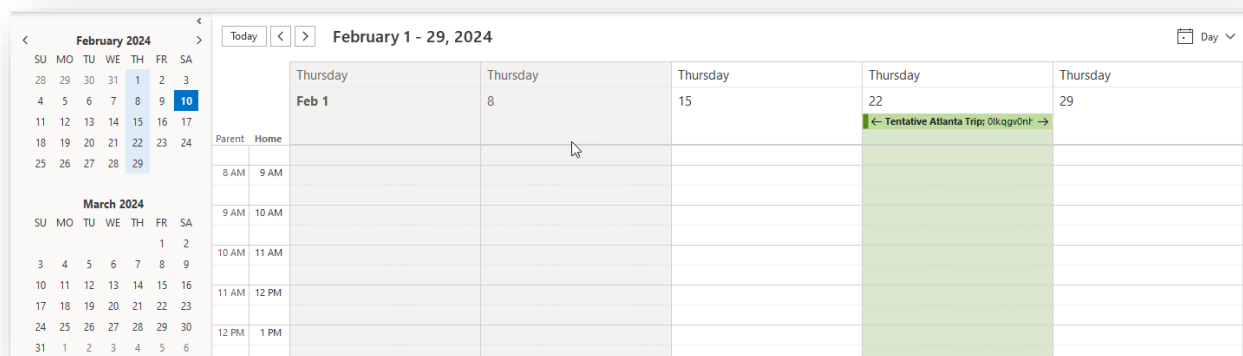 February 2024
SU MO TU WE TH FR SA
28 29 30 31 1 2 3
4 5 6 7 8 9 10
11 12 13 14 15 16 17
18 19 20 21 22 23 24
25 26 27 28 29
March 2024
SU MO TU WE TH FR SA
1 2
3 4 5 6 7 8 9
10 11 12 13 14 15 16
17 18 19 20 21 22 23
24 25 26 27 28 29 30
31 1 2 3 4 5 6
Today February 1 - 29, 2024 Day
Thursday Thursday Thursday Thursday Thursday
Feb 1 8 15 22 29
← Tentative Atlanta Trip; →
Parent Home
8 AM 9 AM
9 AM 10 AM
10 AM 11 AM
11 AM 12 PM
12 PM 1 PM